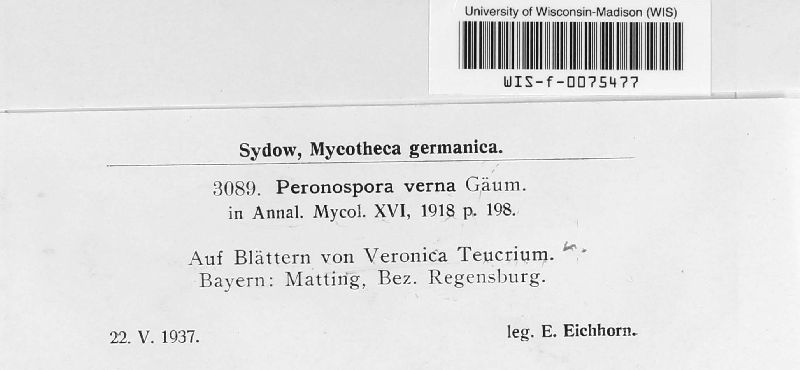 University of Wisconsin-Madison (WIS)
WIS-f-0075477
Sydow, Mycotheca germanica.
3089. Peronospora verna Gäum.
in Annal. Mycol. XVI, 1918 p. 198.
Auf Blättern von Veronica Teucrium.
Bayern: Matting, Bez. Regensburg.
22. V. 1937.
leg. E. Eichhorn.